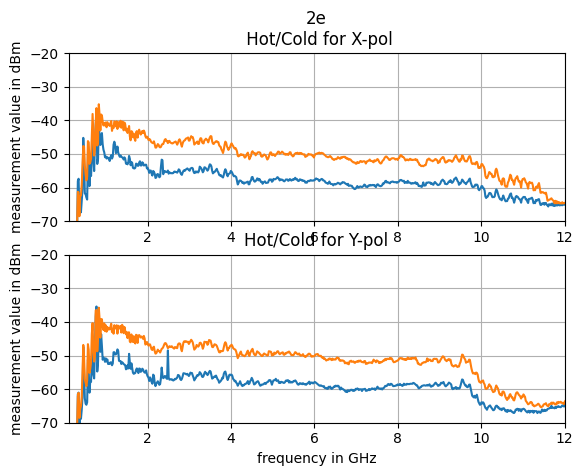 2e
Hot/Cold for X-pol
measurement value in dBm
−20
−30
−40
−50
−60
−70
2 4 6 8 10 12
Hot/Cold for Y-pol
measurement value in dBm
−20
−30
−40
−50
−60
−70
2 4 6 8 10 12
frequency in GHz